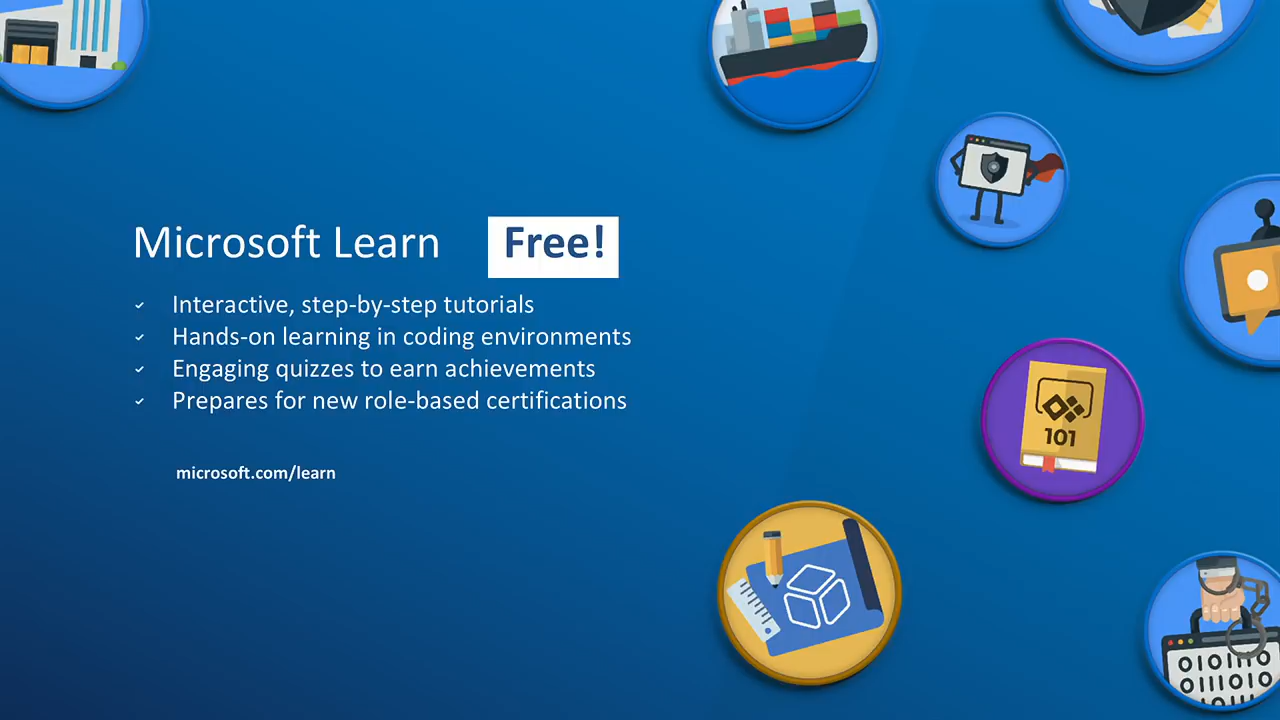 Microsoft Learn Free!
Interactive, step-by-step tutorials
Hands-on learning in coding environments
Engaging quizzes to earn achievements
Prepares for new role-based certifications
microsoft.com/learn
101